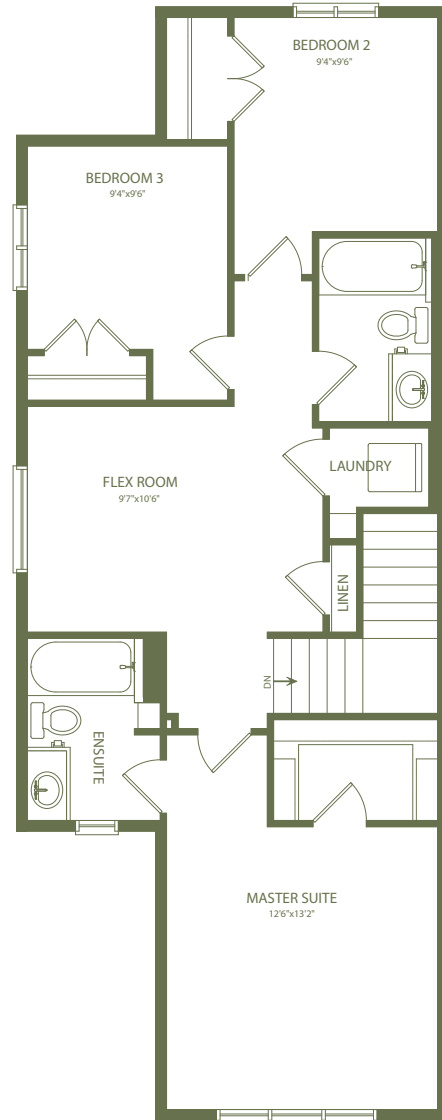 BEDROOM 2
9'4"x9'6"
BEDROOM 3
9'4"x9'6"
LAUNDRY
FLEX ROOM
9'7"x10'6"
LINEN
DN
ENSUITE
MASTER SUITE
12'6"x13'2"